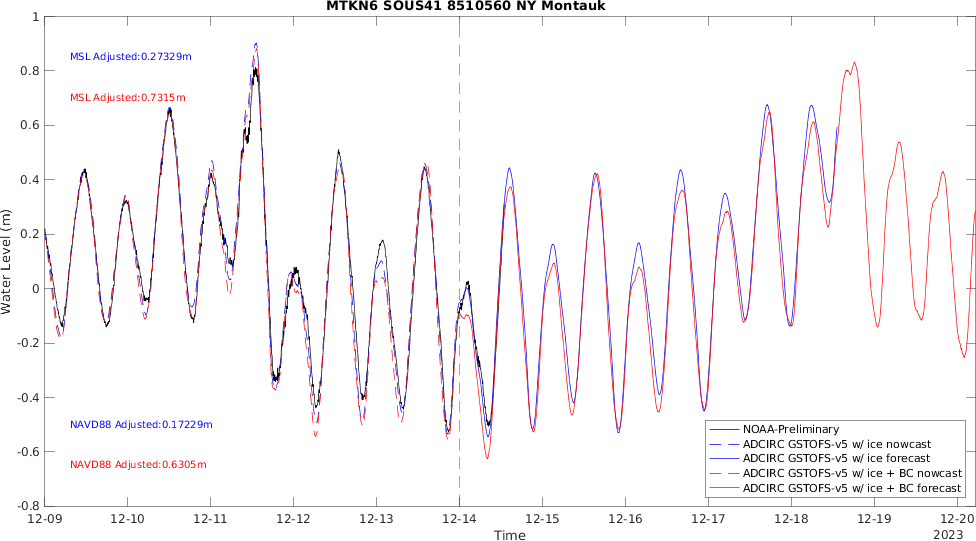 MTKN6 SOUS41 8510560 NY Montauk
1
0.8
0.6
0.4
0.2
0
-0.2
-0.4
-0.6
-0.8
Water Level (m)
MSL Adjusted:0.27329m
MSL Adjusted:0.7315m
NAVD88 Adjusted:0.17229m
NAVD88 Adjusted:0.6305m
NOAA-Preliminary
ADCIRC GSTOFS-v5 w/ ice nowcast
ADCIRC GSTOFS-v5 w/ ice forecast
ADCIRC GSTOFS-v5 w/ ice + BC nowcast
ADCIRC GSTOFS-v5 w/ ice + BC forecast
12-09 12-10 12-11 12-12 12-13 12-14 12-15 12-16 12-17 12-18 12-19 12-20
Time
2023